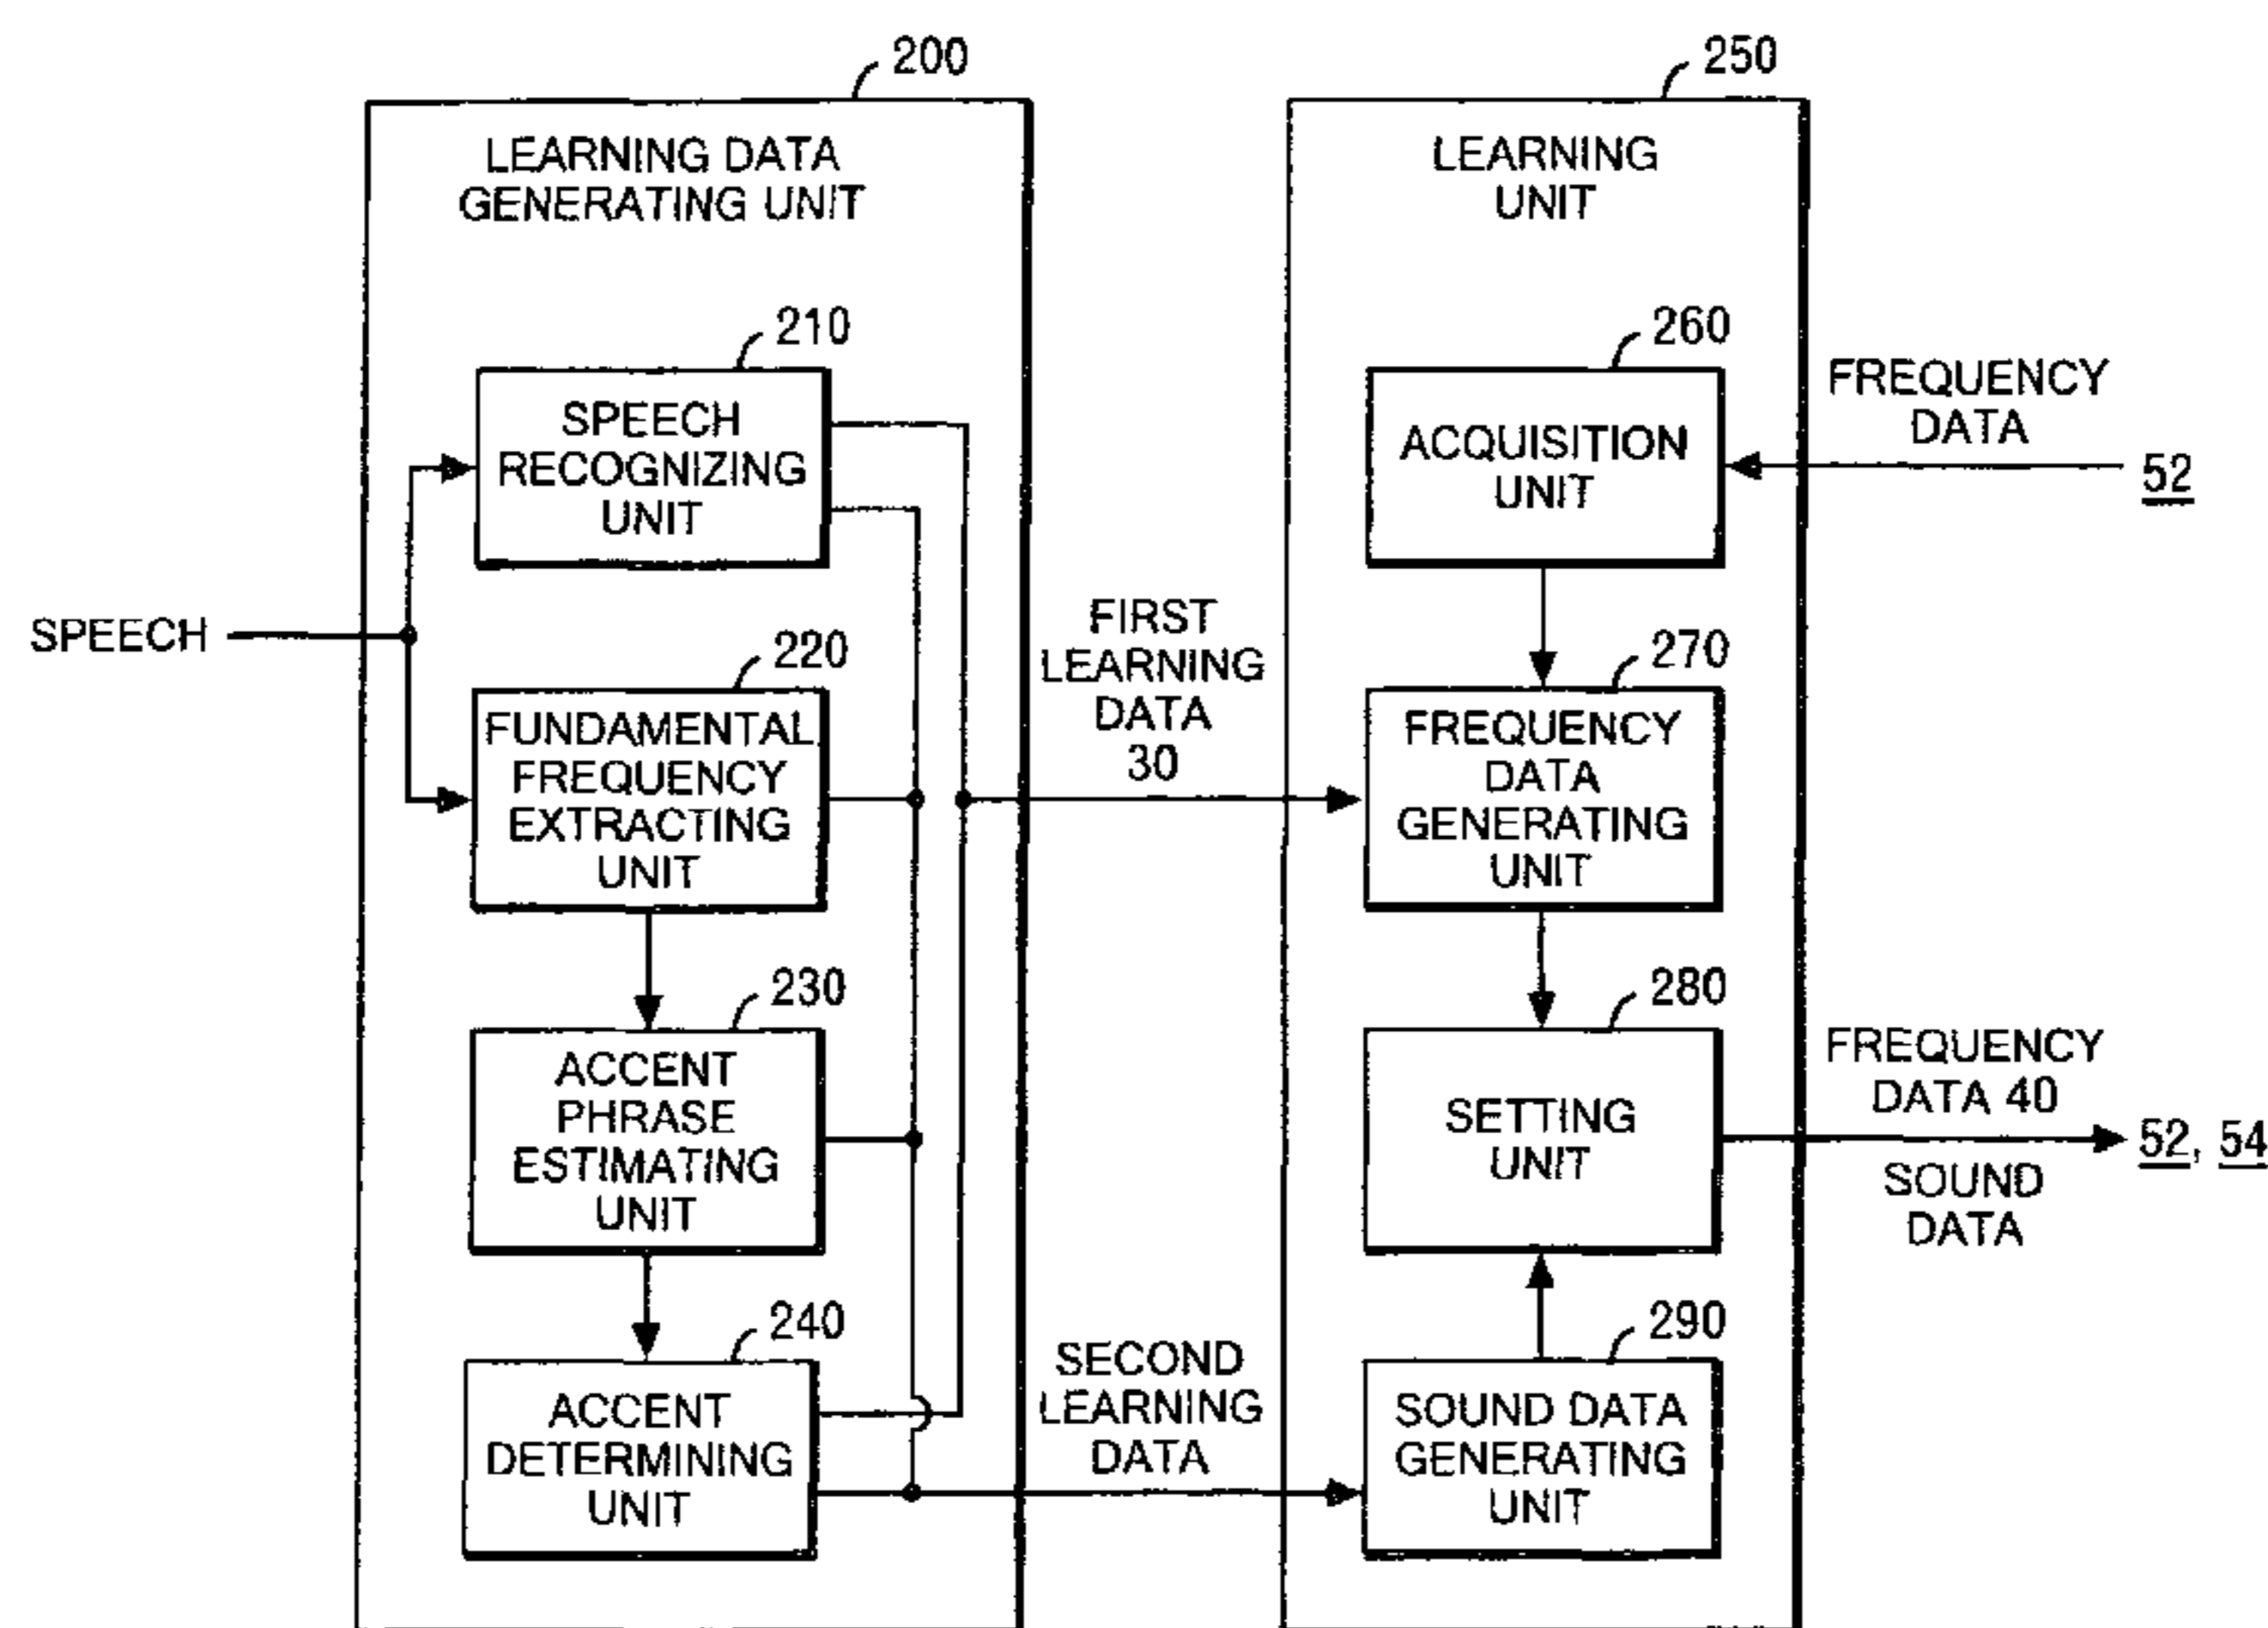 200
LEARNING DATA
GENERATING UNIT
210
SPEECH
RECOGNIZING
UNIT
SPEECH
220
FUNDAMENTAL
FREQUENCY
EXTRACTING
UNIT
230
ACCENT
PHRASE
ESTIMATING
UNIT
240
ACCENT
DETERMINING
UNIT
FIRST
LEARNING
DATA
30
SECOND
LEARNING
DATA
250
LEARNING
UNIT
260
ACQUISITION
UNIT
FREQUENCY
DATA
52
270
FREQUENCY
DATA
GENERATING
UNIT
280
SETTING
UNIT
FREQUENCY
DATA 40
52, 54
SOUND
DATA
290
SOUND DATA
GENERATING
UNIT